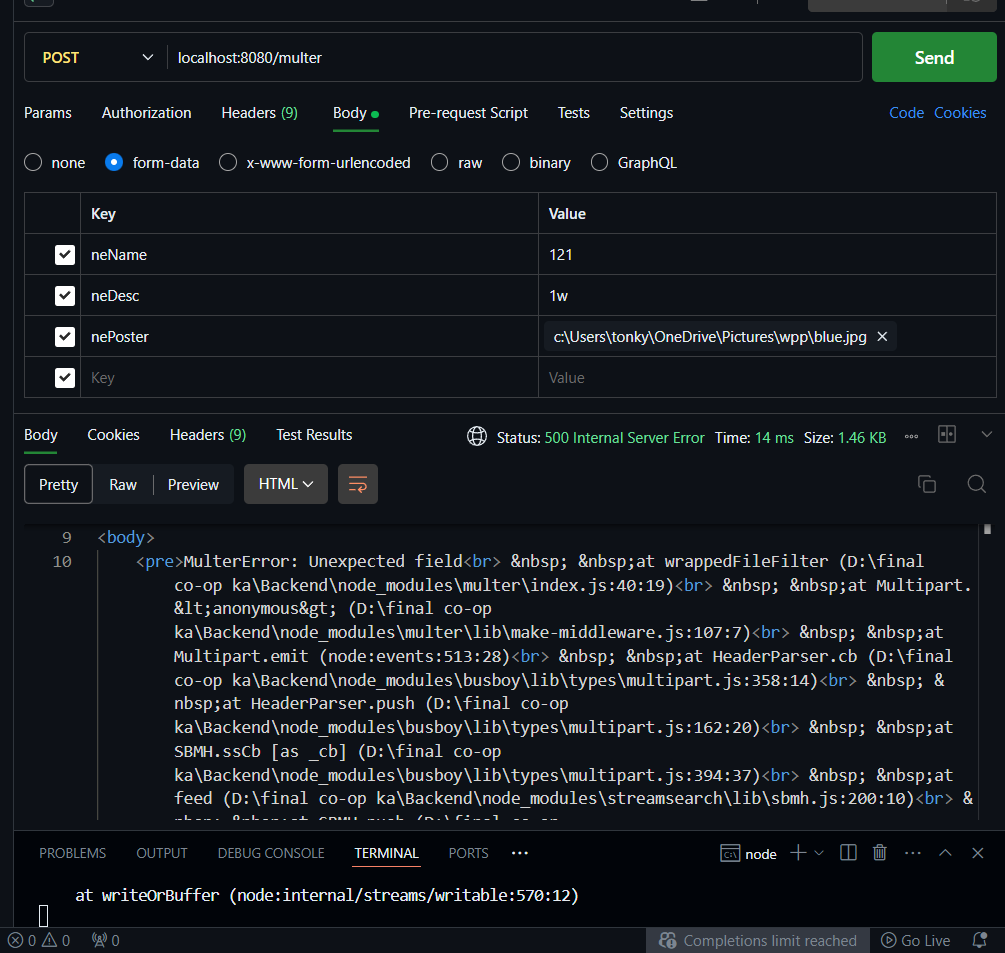 POST localhost:8080/multer Send
Params Authorization Headers (9) Body Pre-request Script Tests Settings Code Cookies
none form-data x-www-form-urlencoded raw binary GraphQL
Key Value
neName 121
neDesc 1w
nePoster c:\Users\tonky\OneDrive\Pictures\wpp\blue.jpg
Key Value
Body Cookies Headers (9) Test Results Status: 500 Internal Server Error Time: 14 ms Size: 1.46 KB
Pretty Raw Preview HTML
9 <body>
10 <pre>MulterError: Unexpected field<br> &nbsp; &nbsp;at wrappedFileFilter (D:\final
co-op ka\Backend\node_modules\multer\index.js:40:19)<br> &nbsp; &nbsp;at Multipart.
&lt;anonymous&gt; (D:\final co-op
ka\Backend\node_modules\multer\lib\make-middleware.js:107:7)<br> &nbsp; &nbsp;at
Multipart.emit (node:events:513:28)<br> &nbsp; &nbsp;at HeaderParser.cb (D:\final
co-op ka\Backend\node_modules\busboy\lib\types\multipart.js:358:14)<br> &nbsp; &
nbsp;at HeaderParser.push (D:\final co-op
ka\Backend\node_modules\busboy\lib\types\multipart.js:162:20)<br> &nbsp; &nbsp;at
SBMH.ssCb [as _cb] (D:\final co-op
ka\Backend\node_modules\busboy\lib\types\multipart.js:394:37)<br> &nbsp; &nbsp;at
feed (D:\final co-op ka\Backend\node_modules\streamsearch\lib\sbmh.js:200:10)<br> &
nbsp; &nbsp;at SBMH.push (D:\final co-op
PROBLEMS OUTPUT DEBUG CONSOLE TERMINAL PORTS node
at writeOrBuffer (node:internal/streams/writable:570:12)
0 0 0 Completions limit reached Go Live